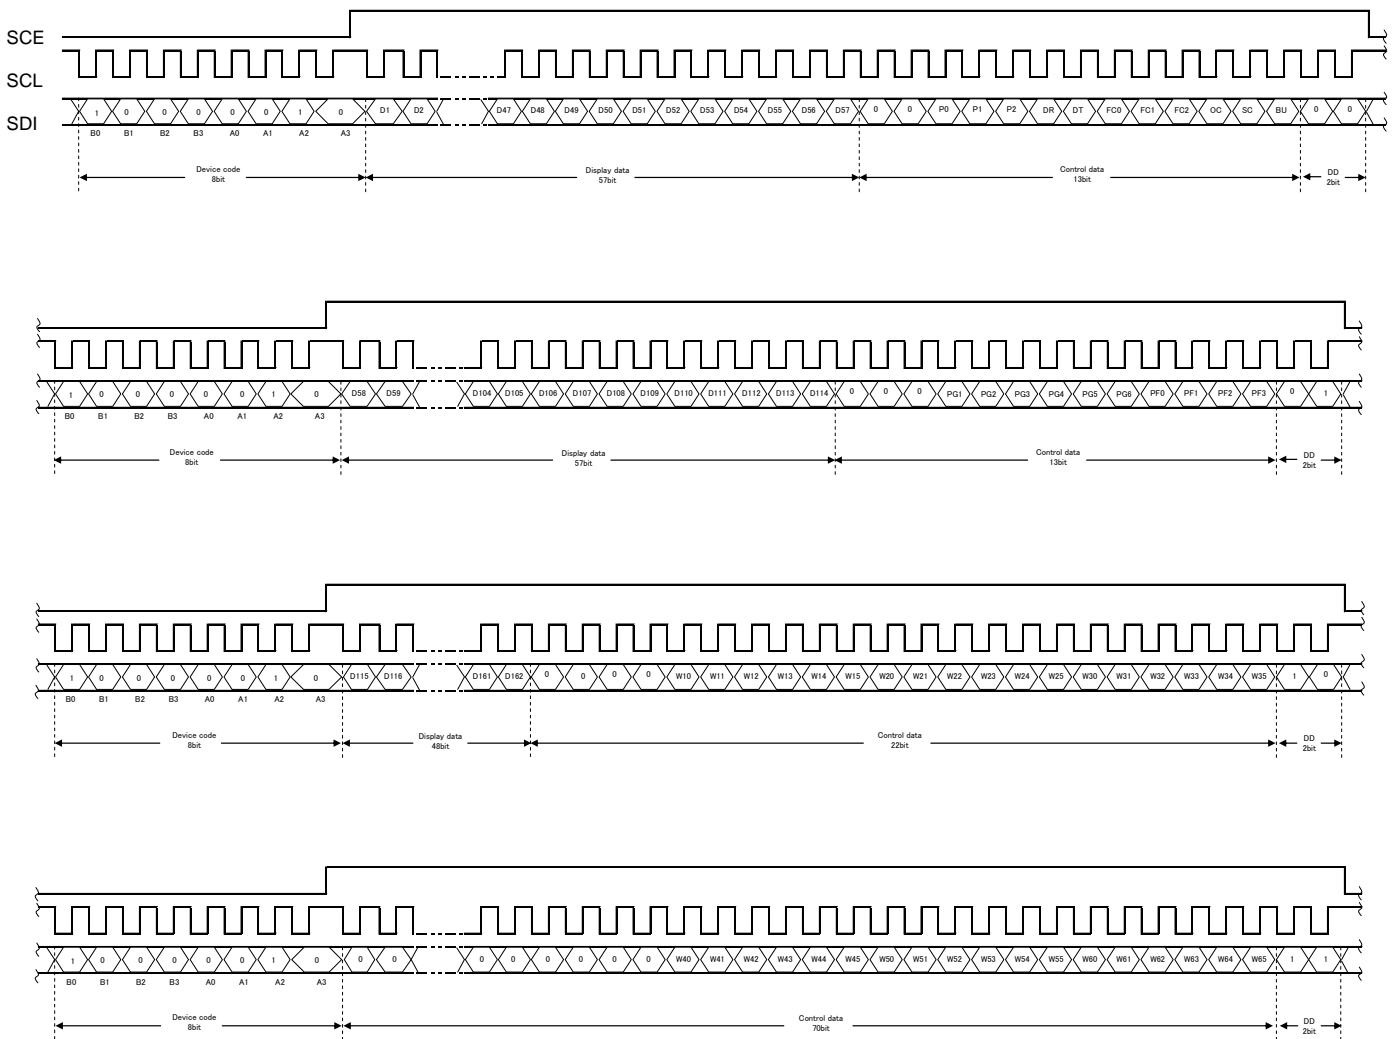 SCE
SCL
SDI
1 0 0 0 0 0 1 0 D1 D2 D47 D48 D49 D50 D51 D52 D53 D54 D55 D56 D57 0 0 P0 P1 P2 DR DT FC0 FC1 FC2 OC SC BU 0 0
B0 B1 B2 B3 A0 A1 A2 A3
Device code Display data Control data DD
8bit 57bit 13bit 2bit
1 0 0 0 0 0 1 0 D58 D59 D104 D105 D106 D107 D108 D109 D110 D111 D112 D113 D114 0 0 0 PG1 PG2 PG3 PG4 PG5 PG6 PF0 PF1 PF2 PF3 0 1
B0 B1 B2 B3 A0 A1 A2 A3
Device code Display data Control data DD
8bit 57bit 13bit 2bit
1 0 0 0 0 0 1 0 D115 D116 D161 D162 0 0 0 0 W10 W11 W12 W13 W14 W15 W20 W21 W22 W23 W24 W25 W30 W31 W32 W33 W34 W35 1 0
B0 B1 B2 B3 A0 A1 A2 A3
Device code Display data Control data DD
8bit 48bit 22bit 2bit
1 0 0 0 0 0 1 0 0 0 0 0 0 0 0 0 W40 W41 W42 W43 W44 W45 W50 W51 W52 W53 W54 W55 W60 W61 W62 W63 W64 W65 1 1
B0 B1 B2 B3 A0 A1 A2 A3
Device code Control data DD
8bit 70bit 2bit